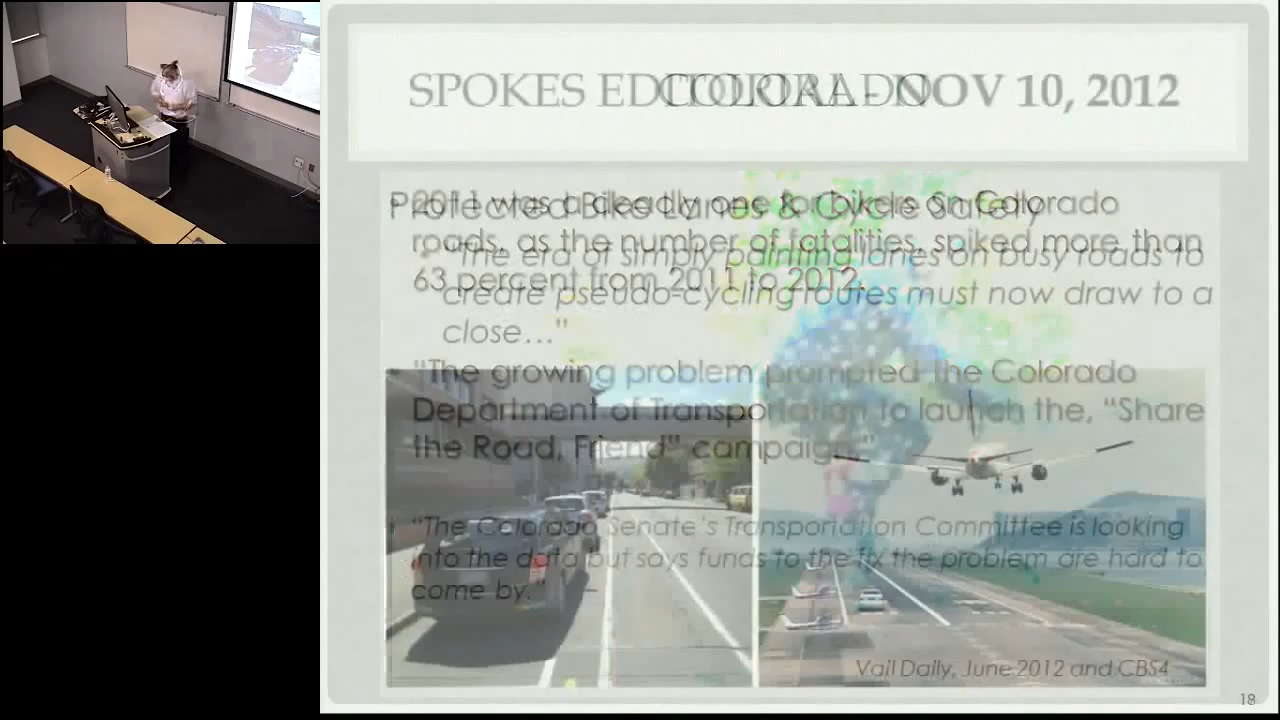 SPOKES EDITORIAL - NOV 10, 2012
Protected Bike Lanes & Cycle Safety
"The era of simply painting lanes on busy roads to
create pseudo-cycling routes must now draw to a
close…"
COLORADO
2011 was a deadly one for bikers on Colorado
roads, as the number of fatalities, spiked more than
63 percent from 2011 to 2012.
"The growing problem prompted the Colorado
Department of Transportation to launch the, “Share
the Road, Friend" campaign."
"The Colorado Senate's Transportation Committee is looking
into the data but says funds to the fix the problem are hard to
come by."
Vail Daily, June 2012 and CBS4
18